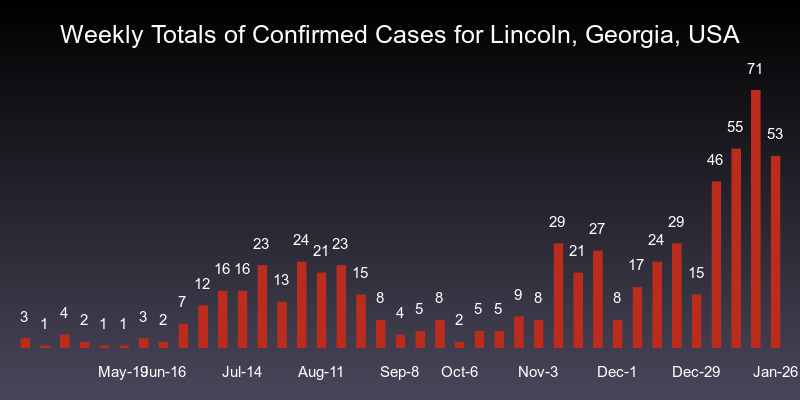 Weekly Totals of Confirmed Cases for Lincoln, Georgia, USA
3 1 4 2 1 1 3 2 7 12 16 16 23 13 24 21 23 15 8 4 5 8 2 5 5 9 8 29 21 27 8 17 24 29 15 46 55 71 53
May-19 Jun-16 Jul-14 Aug-11 Sep-8 Oct-6 Nov-3 Dec-1 Dec-29 Jan-26